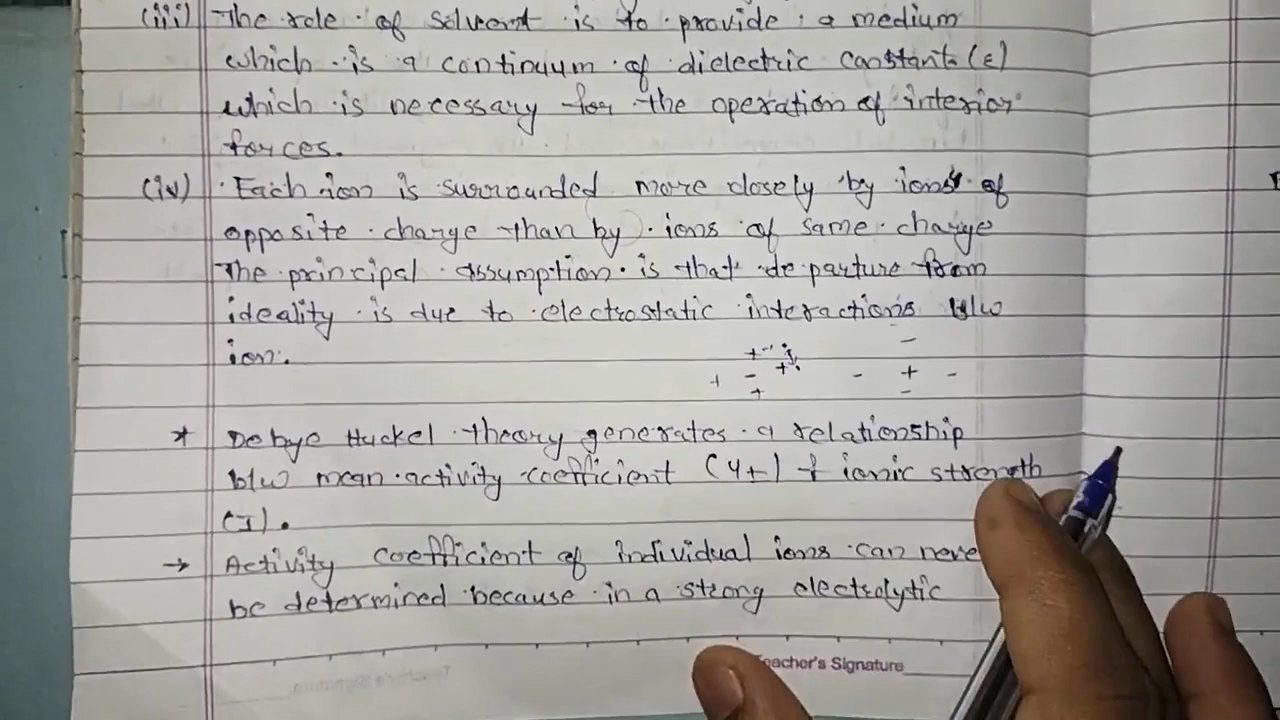 (iii) The role of solvent is to provide a medium
which is a continuum of dielectric constant (ε)
which is necessary for the operation of interior
forces.
(iv) Each ion is surrounded more closely by ions of
opposite charge than by ions of same charge
The principal assumption is that departure from
ideality is due to electrostatic interactions b/w
ion.
* Debye Huckel theory generates a relationship
b/w mean activity coefficient (γ±) & ionic strength
(I).
→ Activity coefficient of individual ions can neve
be determined because in a strong electrolytic
Teacher's Signature